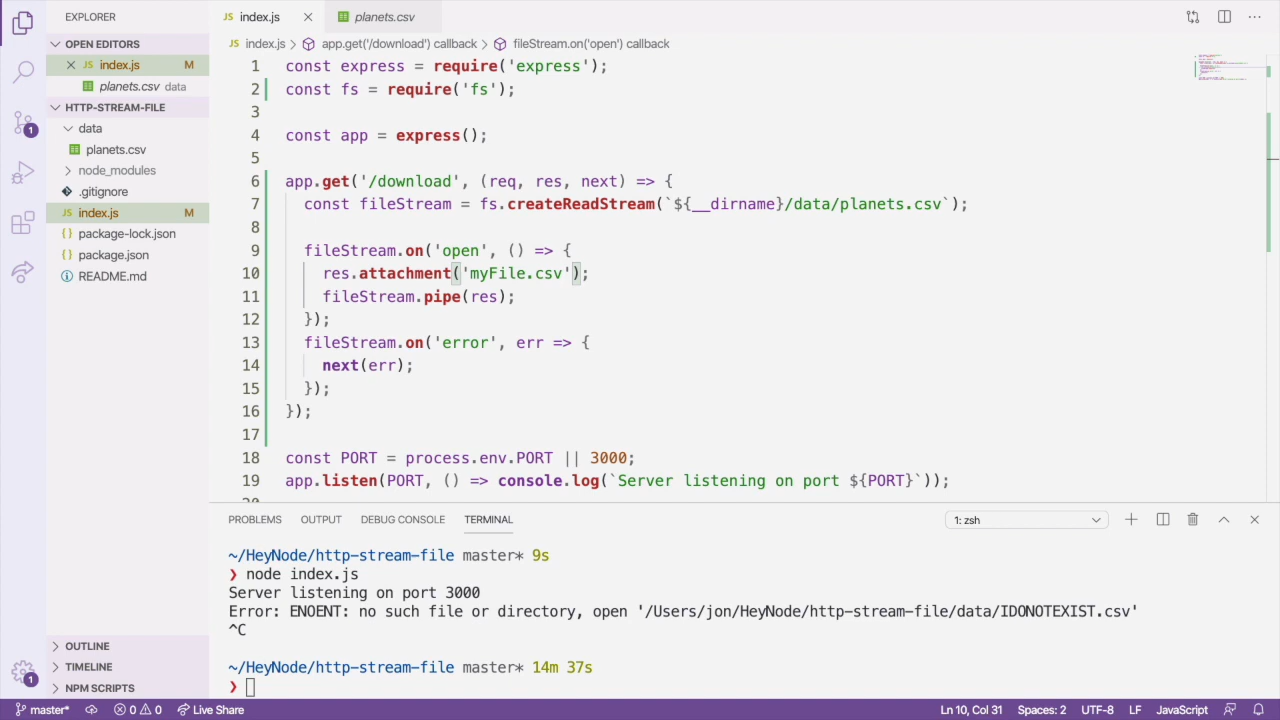 EXPLORER
OPEN EDITORS
JS index.js M
planets.csv data
HTTP-STREAM-FILE
data
planets.csv
node_modules
.gitignore
JS index.js M
{} package-lock.json
{} package.json
README.md
OUTLINE
TIMELINE
NPM SCRIPTS
1
1
JS index.js
planets.csv
JS index.js > app.get('/download') callback > fileStream.on('open') callback
1 const express = require('express');
2 const fs = require('fs');
3
4 const app = express();
5
6 app.get('/download', (req, res, next) => {
7 const fileStream = fs.createReadStream(`${__dirname}/data/planets.csv`);
8
9 fileStream.on('open', () => {
10 res.attachment('myFile.csv');
11 fileStream.pipe(res);
12 });
13 fileStream.on('error', err => {
14 next(err);
15 });
16 });
17
18 const PORT = process.env.PORT || 3000;
19 app.listen(PORT, () => console.log(`Server listening on port ${PORT}`));
PROBLEMS OUTPUT DEBUG CONSOLE TERMINAL 1: zsh
~/HeyNode/http-stream-file master* 9s
❯ node index.js
Server listening on port 3000
Error: ENOENT: no such file or directory, open '/Users/jon/HeyNode/http-stream-file/data/IDONOTEXIST.csv'
^C
~/HeyNode/http-stream-file master* 14m 37s
❯
master* 0 0 Live Share Ln 10, Col 31 Spaces: 2 UTF-8 LF JavaScript